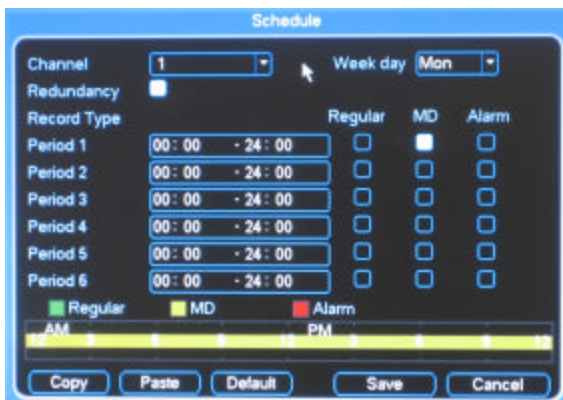 Schedule
Channel 1 Week day Mon
Redundancy
Record Type Regular MD Alarm
Period 1 00: 00 - 24: 00
Period 2 00: 00 - 24: 00
Period 3 00: 00 - 24: 00
Period 4 00: 00 - 24: 00
Period 5 00: 00 - 24: 00
Period 6 00: 00 - 24: 00
Regular MD Alarm
AM PM
12 3 6 9 12 3 6 9 12
Copy Paste Default Save Cancel